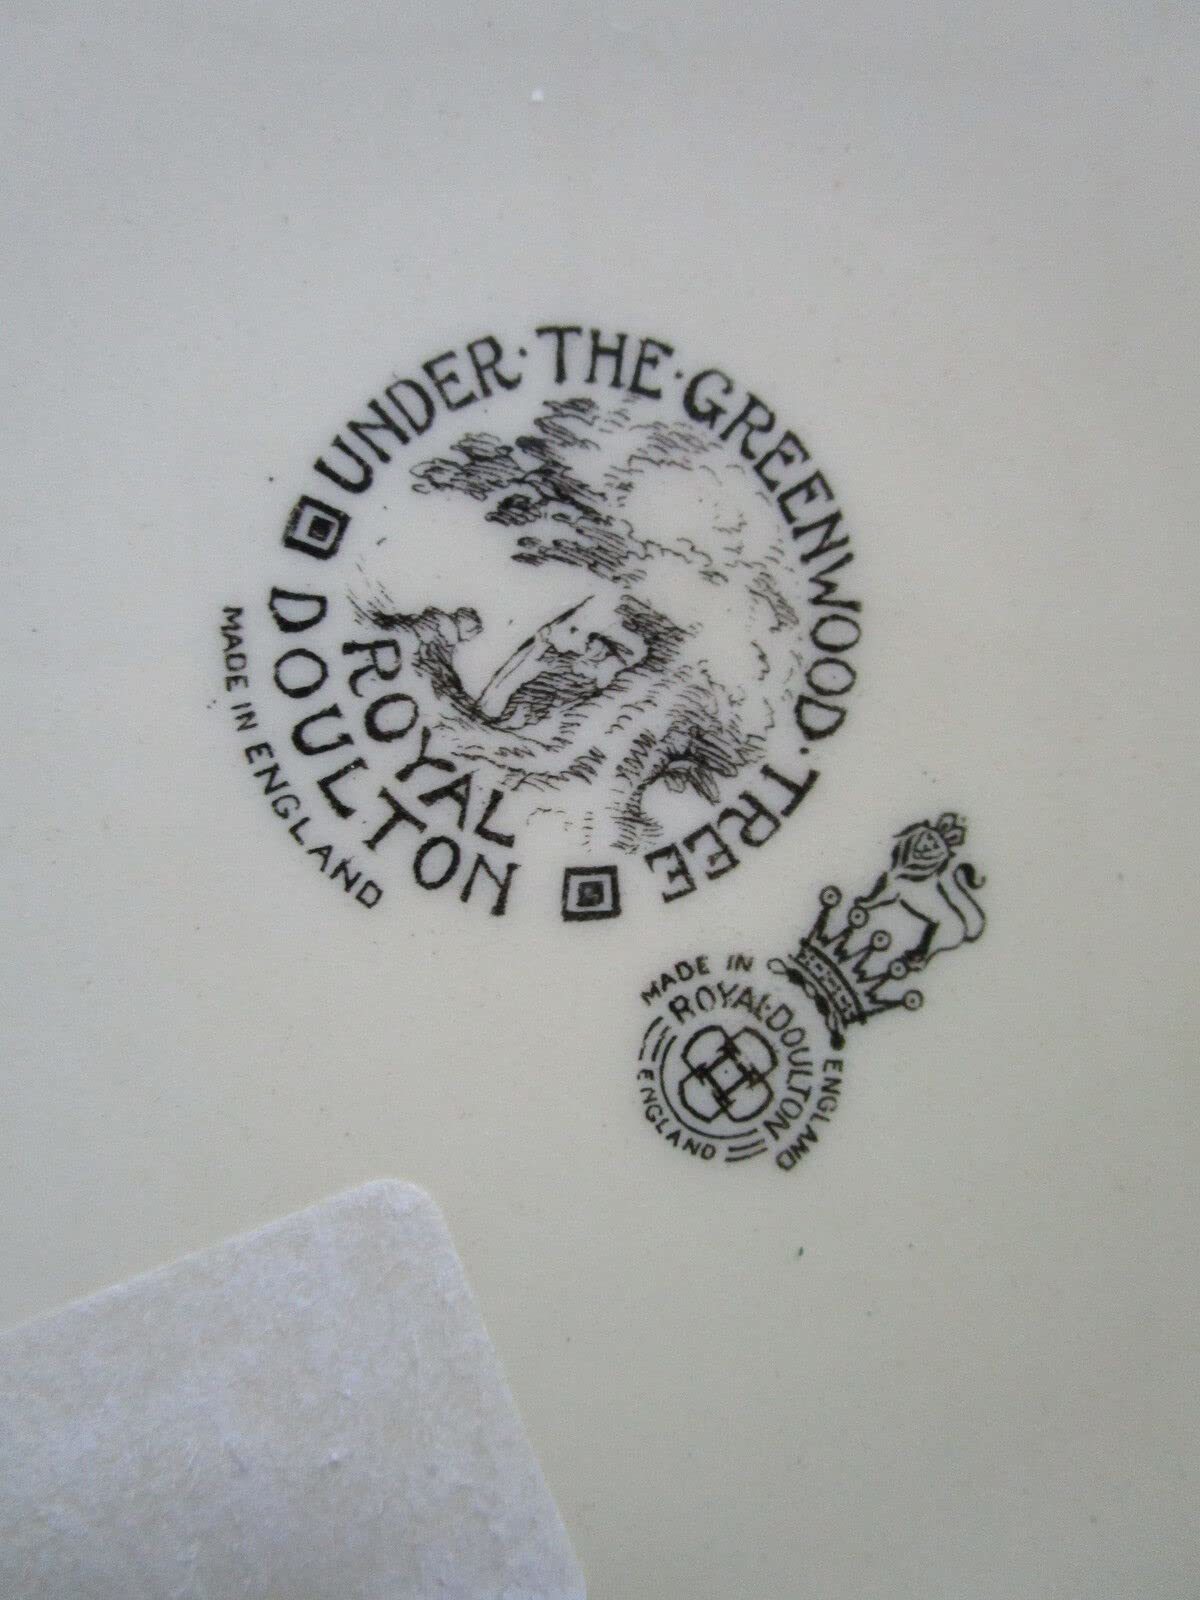 UNDER · THE · GREENWOOD · TREE
ROYAL
DOULTON
MADE IN ENGLAND
MADE IN ENGLAND
ROYAL · DOULTON
ENGLAND